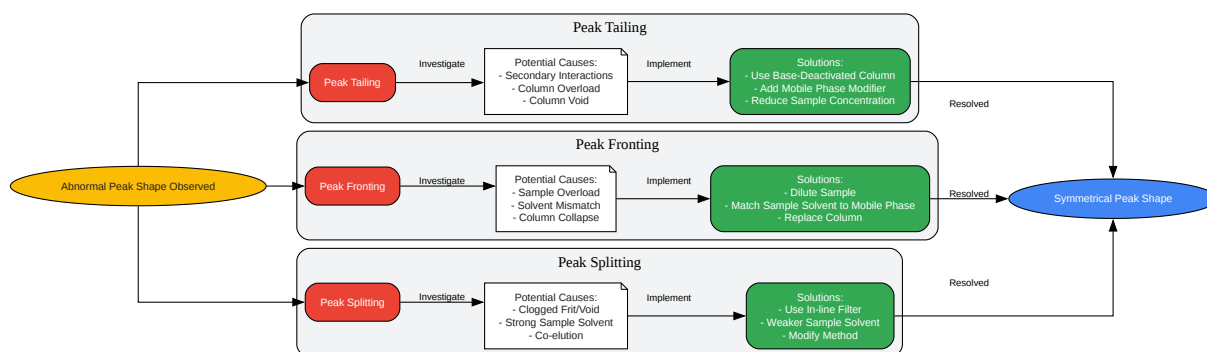 Peak Tailing
Peak Tailing
Investigate
Potential Causes:
- Secondary Interactions
- Column Overload
- Column Void
Implement
Solutions:
- Use Base-Deactivated Column
- Add Mobile Phase Modifier
- Reduce Sample Concentration
Resolved
Abnormal Peak Shape Observed
Peak Fronting
Peak Fronting
Investigate
Potential Causes:
- Sample Overload
- Solvent Mismatch
- Column Collapse
Implement
Solutions:
- Dilute Sample
- Match Sample Solvent to Mobile Phase
- Replace Column
Resolved
Symmetrical Peak Shape
Peak Splitting
Peak Splitting
Investigate
Potential Causes:
- Clogged Frit/Void
- Strong Sample Solvent
- Co-elution
Implement
Solutions:
- Use In-line Filter
- Weaker Sample Solvent
- Modify Method
Resolved